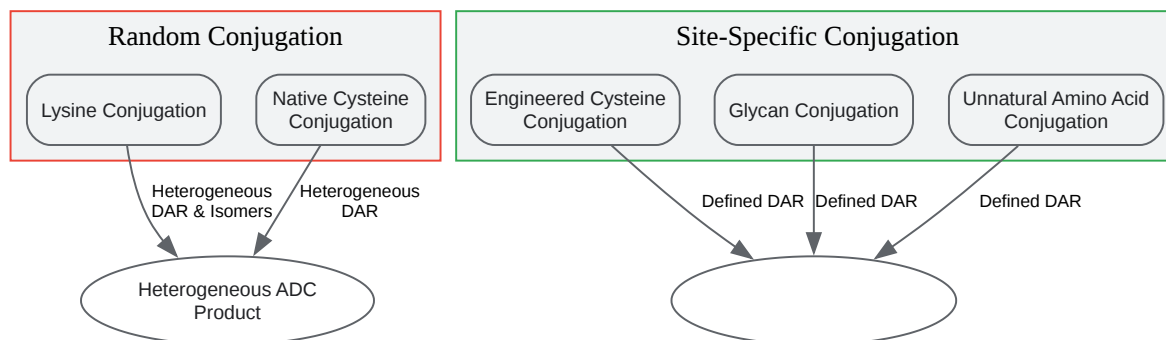 Random Conjugation
Lysine Conjugation
Native Cysteine
Conjugation
Heterogeneous
DAR & Isomers
Heterogeneous
DAR
Heterogeneous ADC
Product
Site-Specific Conjugation
Engineered Cysteine
Conjugation
Glycan Conjugation
Unnatural Amino Acid
Conjugation
Defined DAR
Defined DAR
Defined DAR